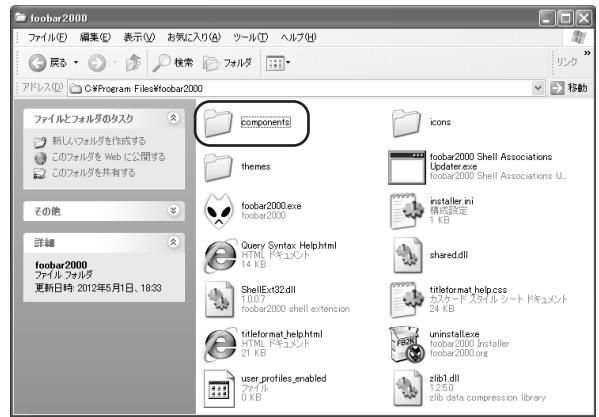 foobar2000
ファイル(F) 編集(E) 表示(V) お気に入り(A) ツール(T) ヘルプ(H)
戻る 検索 フォルダ リンク
アドレス(D) C:¥Program Files¥foobar2000 移動
ファイルとフォルダのタスク
新しいフォルダを作成する
このフォルダを Web に公開する
このフォルダを共有する
その他
詳細
foobar2000
ファイル フォルダ
更新日時: 2012年5月1日、18:33
components
icons
themes
foobar2000 Shell Associations
Updater.exe
foobar2000 Shell Associations U...
foobar2000.exe
foobar2000
installer.ini
構成設定
1 KB
Query Syntax Help.html
HTML ドキュメント
14 KB
shared.dll
ShellExt32.dll
1.0.0.7
foobar2000 shell extension
titleformat_help.css
カスケード スタイル シート ドキュメント
24 KB
titleformat_help.html
HTML ドキュメント
21 KB
uninstall.exe
foobar2000 Installer
foobar2000.org
user_profiles_enabled
ファイル
0 KB
zlib1.dll
1.2.5.0
zlib data compression library